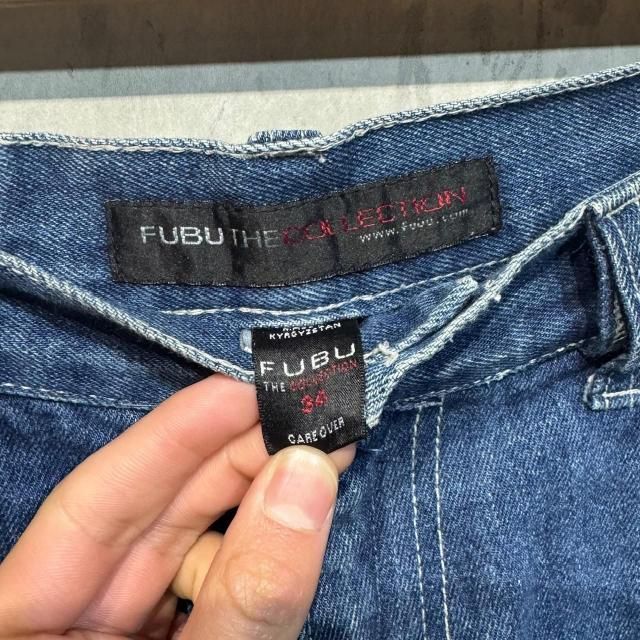 FUBU THE COLLECTION
www.fubu.com
KYRGYZSTAN
FUBU
THE COLLECTION
34
CARE OVER